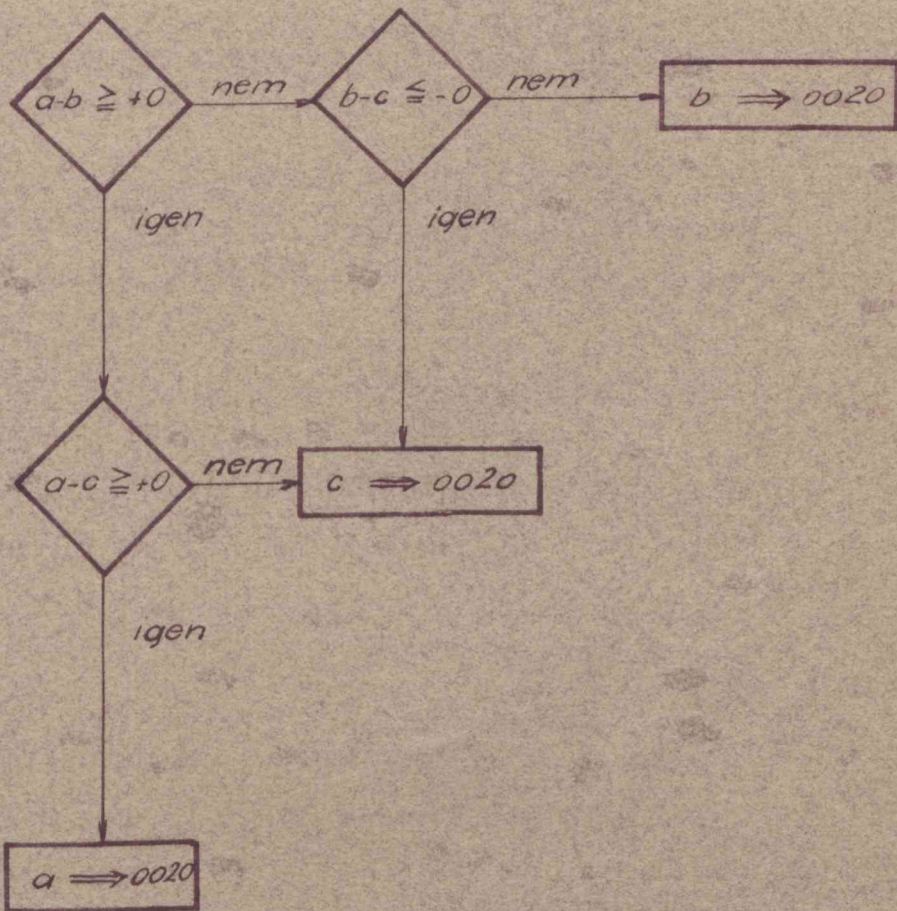 a-b ≧ +0
nem
b-c ≦ -0
nem
b ⟹ 0020
igen
igen
a-c ≧ +0
nem
c ⟹ 0020
igen
a ⟹ 0020